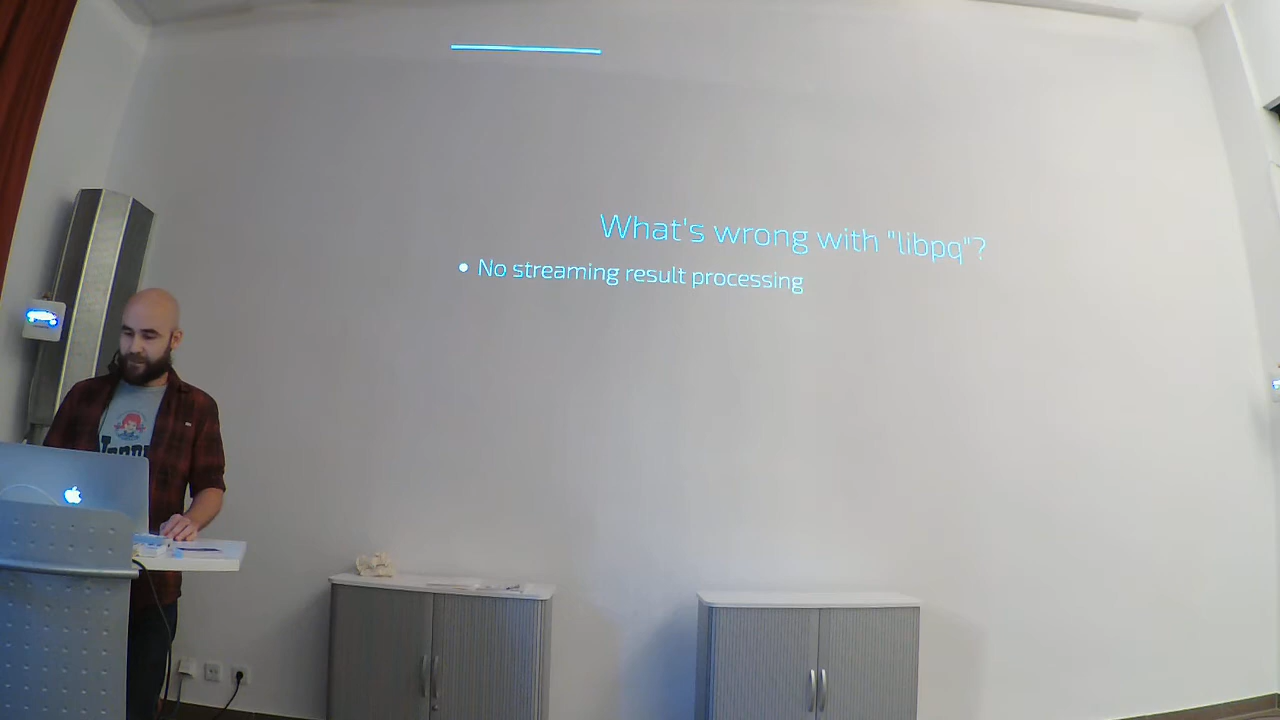 What's wrong with "libpq"?
No streaming result processing